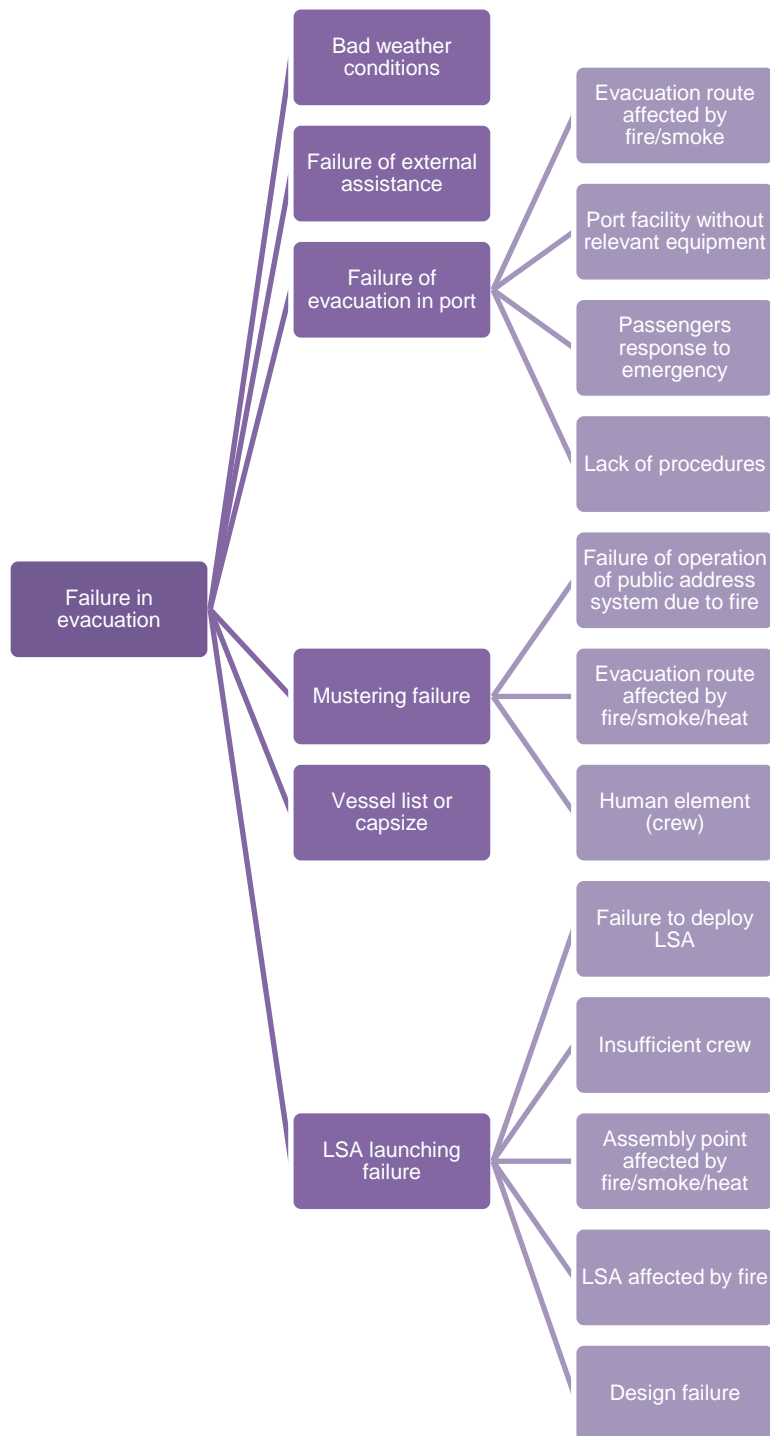 Failure in
evacuation
Bad weather
conditions
Failure of external
assistance
Failure of
evacuation in port
Evacuation route
affected by
fire/smoke
Port facility without
relevant equipment
Passengers
response to
emergency
Lack of procedures
Mustering failure
Failure of operation
of public address
system due to fire
Evacuation route
affected by
fire/smoke/heat
Human element
(crew)
Vessel list or
capsize
LSA launching
failure
Failure to deploy
LSA
Insufficient crew
Assembly point
affected by
fire/smoke/heat
LSA affected by fire
Design failure